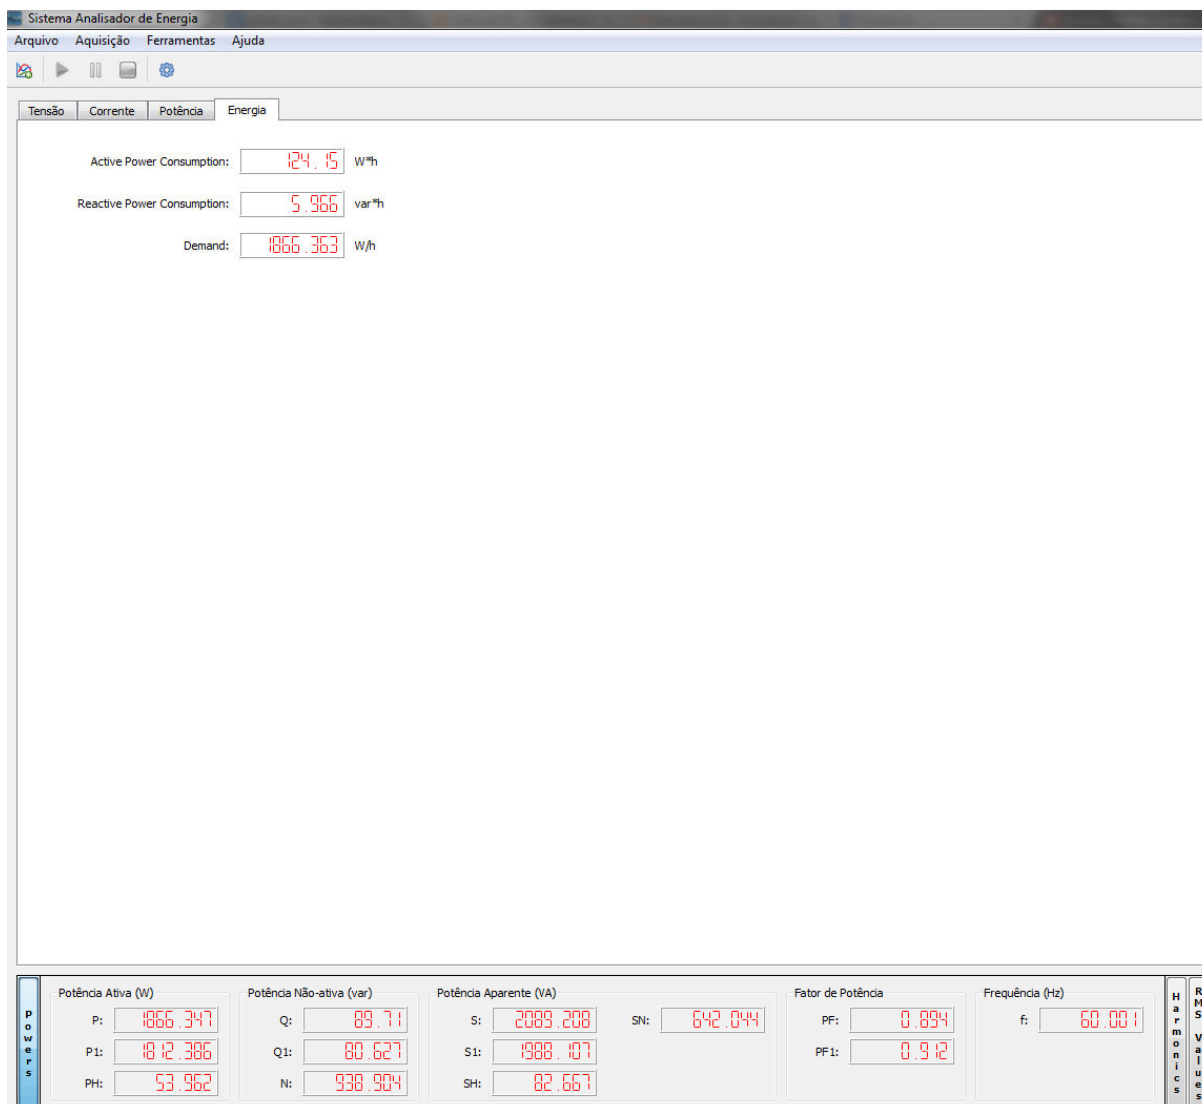 Sistema Analisador de Energia
Arquivo Aquisição Ferramentas Ajuda
Tensão Corrente Potência Energia
Active Power Consumption: 124.15 W*h
Reactive Power Consumption: 5.966 var*h
Demand: 1866.363 W/h
Powers
Potência Ativa (W) Potência Não-ativa (var) Potência Aparente (VA) Fator de Potência Frequência (Hz)
P: 1866.347 Q: 89.71 S: 2089.208 SN: 642.044 PF: 0.894 f: 60.001
P1: 1812.386 Q1: 80.627 S1: 1988.107 PF1: 0.912
PH: 53.962 N: 938.904 SH: 82.667
Harmonics
RMS Values